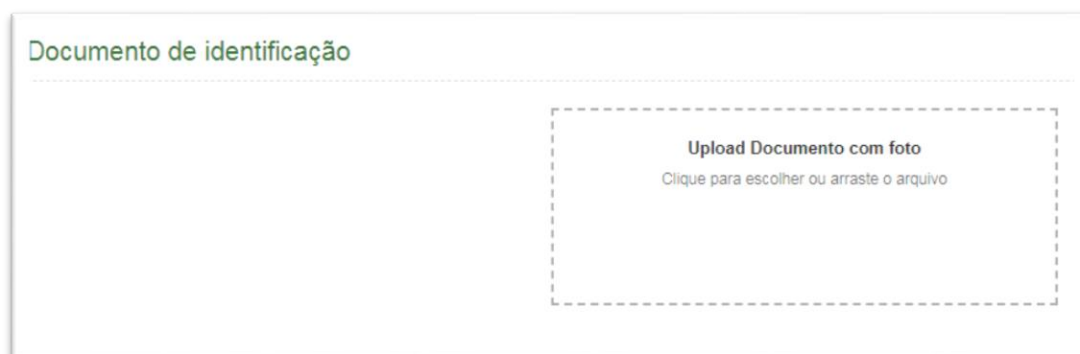 Documento de identificação
Upload Documento com foto
Clique para escolher ou arraste o arquivo